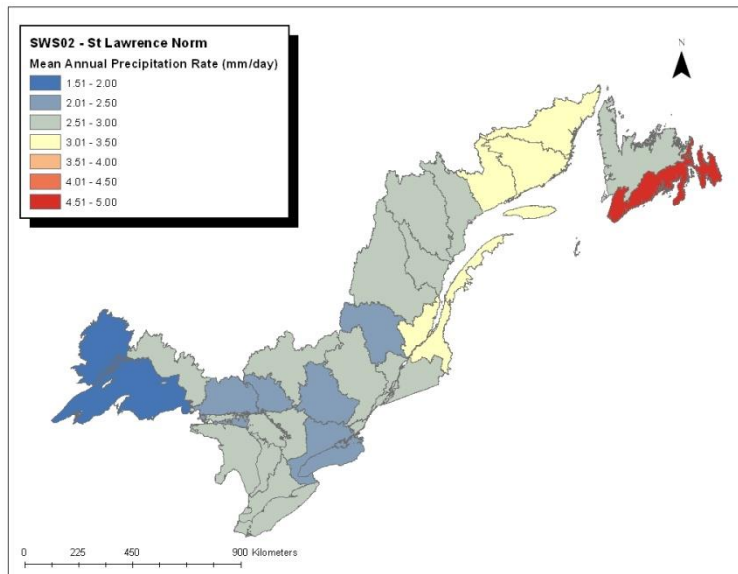 SWS02 - St Lawrence Norm
Mean Annual Precipitation Rate (mm/day)
1.51 - 2.00
2.01 - 2.50
2.51 - 3.00
3.01 - 3.50
3.51 - 4.00
4.01 - 4.50
4.51 - 5.00
N
0 225 450 900 Kilometers